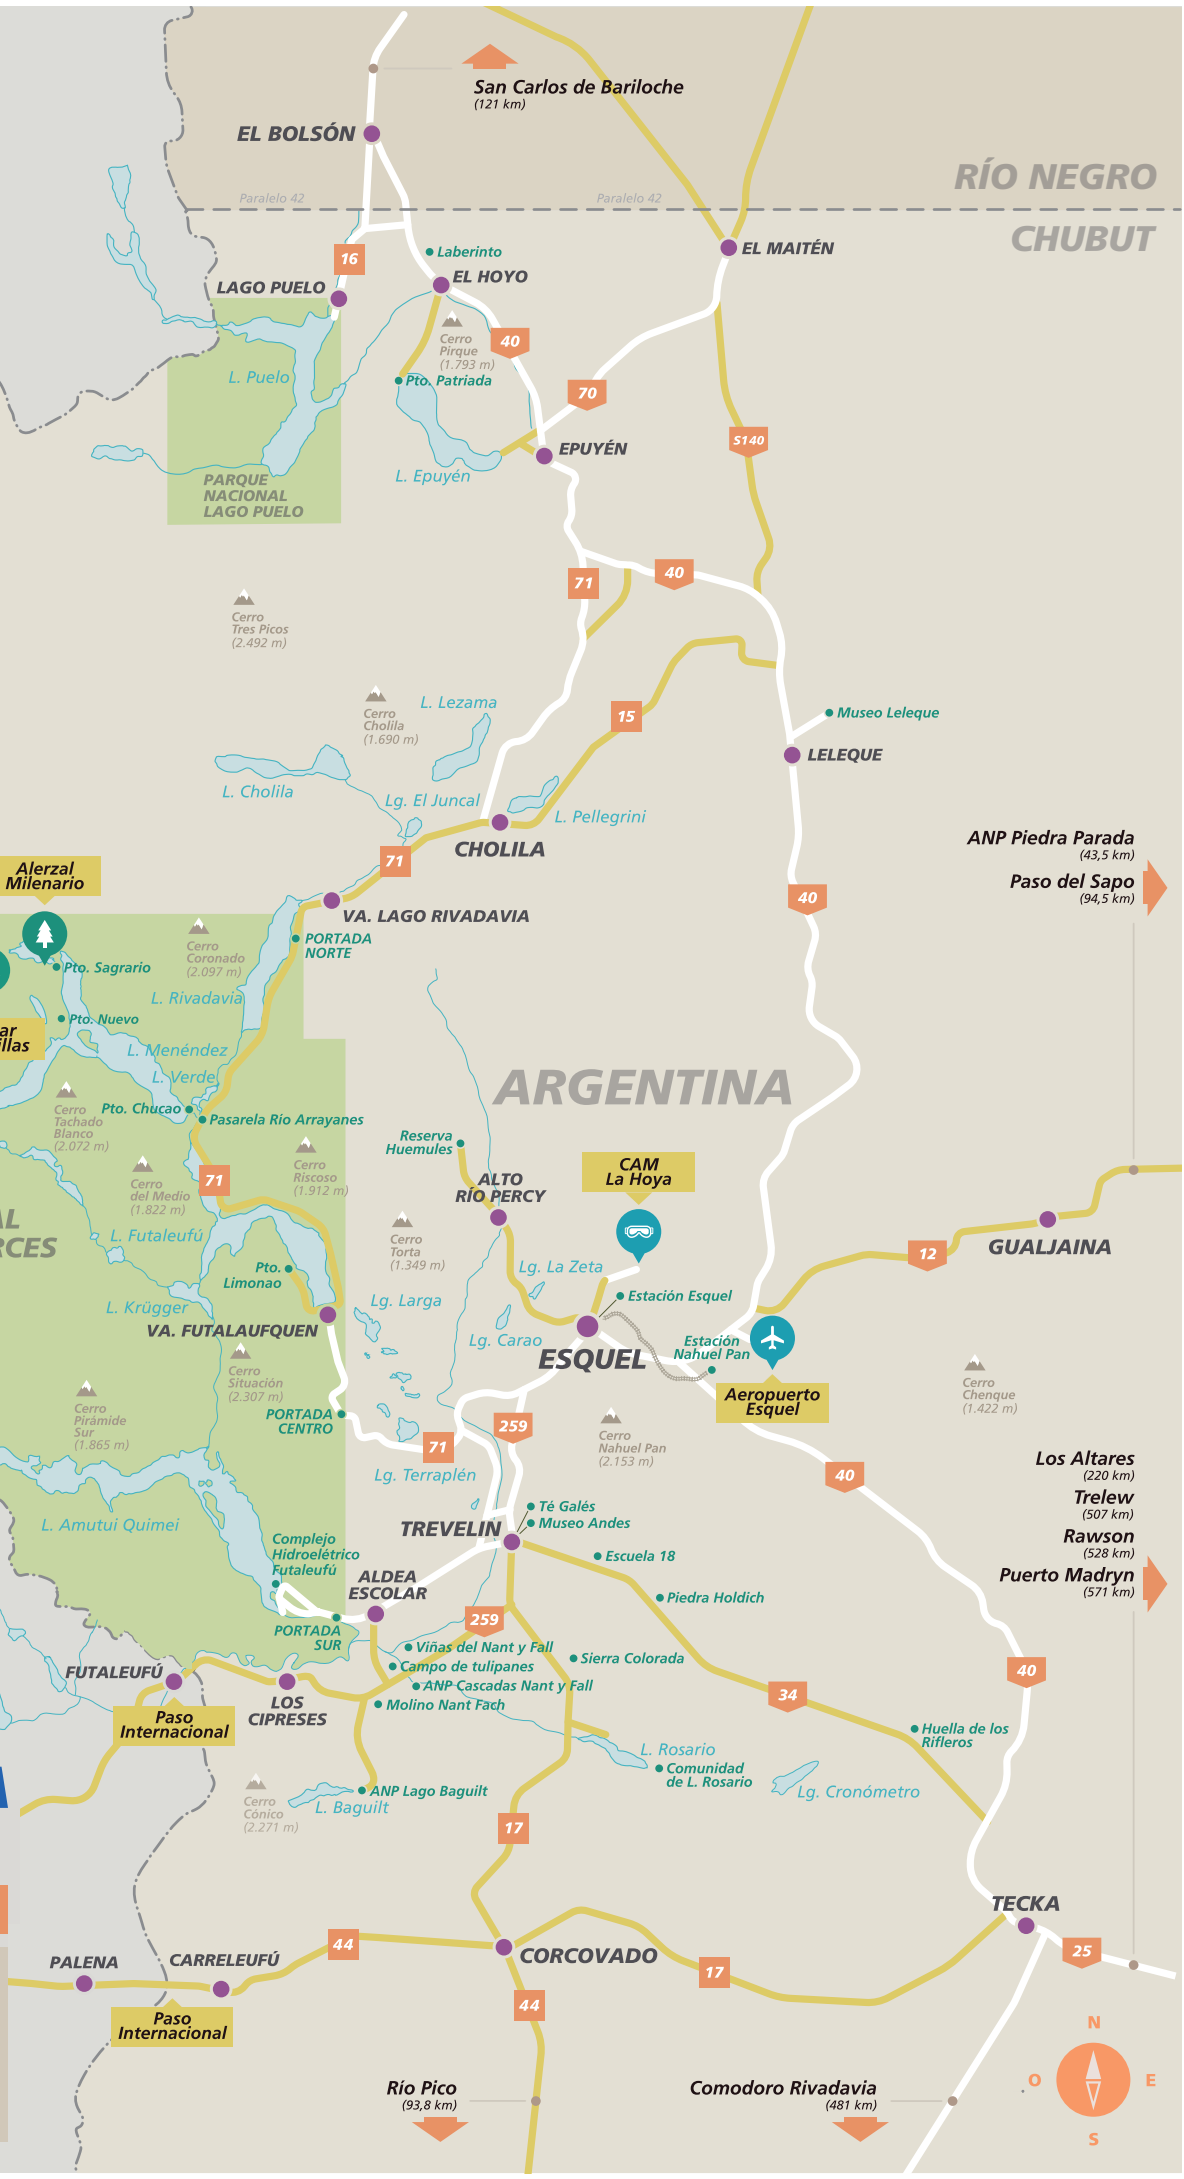 San Carlos de Bariloche
(121 km)
EL BOLSÓN
RÍO NEGRO
Paralelo 42
Paralelo 42
CHUBUT
EL MAITÉN
Laberinto
16
EL HOYO
LAGO PUELO
Cerro
Pirque
(1.793 m)
40
L. Puelo
Pto. Patriada
70
S140
EPUYÉN
L. Epuyén
PARQUE
NACIONAL
LAGO PUELO
71
40
Cerro
Tres Picos
(2.492 m)
L. Lezama
Cerro
Cholila
(1.690 m)
15
Museo Leleque
LELEQUE
L. Cholila
Lg. El Juncal
L. Pellegrini
CHOLILA
71
ANP Piedra Parada
(43,5 km)
Paso del Sapo
(94,5 km)
Alerzal
Milenario
40
VA. LAGO RIVADAVIA
PORTADA
NORTE
Cerro
Coronado
(2.097 m)
Pto. Sagrario
L. Rivadavia
Pto. Nuevo
ar
illas
L. Menéndez
L. Verde
ARGENTINA
Cerro
Tachado
Blanco
(2.072 m)
Pto. Chucao
Pasarela Rio Arrayanes
Reserva
Huemules
Cerro
Riscoso
(1.912 m)
Cerro
del Medio
(1.822 m)
71
ALTO
RÍO PERCY
CAM
La Hoya
AL
RCES
L. Futaleufú
Cerro
Torta
(1.349 m)
GUALJAINA
12
Pto.
Limonao
Lg. La Zeta
Estación Esquel
L. Krügger
Lg. Larga
VA. FUTALAUFQUEN
Lg. Carao
Estación
Nahuel Pan
ESQUEL
Cerro
Situación
(2.307 m)
Aeropuerto
Esquel
Cerro
Chenque
(1.422 m)
Cerro
Pirámide
Sur
(1.865 m)
PORTADA
CENTRO
259
71
Cerro
Nahuel Pan
(2.153 m)
Lg. Terraplén
40
Los Altares
(220 km)
Trelew
(507 km)
Rawson
(528 km)
Puerto Madryn
(571 km)
L. Amutui Quimei
Té Galés
TREVELIN
Museo Andes
Complejo
Hidroelétrico
Futaleufú
Escuela 18
ALDEA
ESCOLAR
Piedra Holdich
259
PORTADA
SUR
Viñas del Nant y Fall
Sierra Colorada
Campo de tulipanes
FUTALEUFÚ
ANP Cascadas Nant y Fall
40
LOS
CIPRESES
Molino Nant Fach
34
Paso
Internacional
Huella de los
Rifleros
L. Rosario
Comunidad
de L. Rosario
ANP Lago Baguilt
Lg. Cronómetro
L. Baguilt
Cerro
Cónico
(2.271 m)
17
TECKA
44
CORCOVADO
25
PALENA
CARRELEUFÚ
17
44
Paso
Internacional
N
O
E
S
Río Pico
(93,8 km)
Comodoro Rivadavia
(481 km)